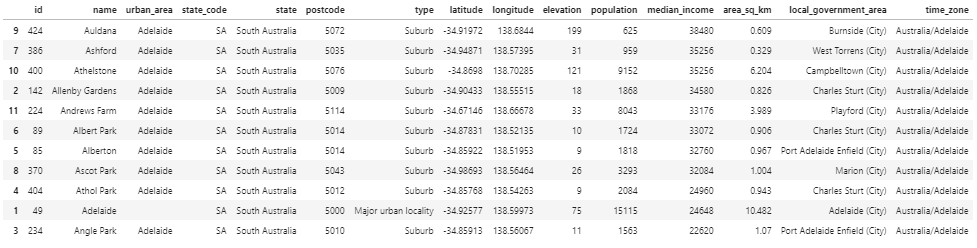 id name urban_area state_code state postcode type latitude longitude elevation population median_income area_sq_km local_government_area time_zone
9 424 Auldana Adelaide SA South Australia 5072 Suburb -34.91972 138.6844 199 625 38480 0.609 Burnside (City) Australia/Adelaide
7 386 Ashford Adelaide SA South Australia 5035 Suburb -34.94871 138.57395 31 959 35256 0.329 West Torrens (City) Australia/Adelaide
10 400 Athelstone Adelaide SA South Australia 5076 Suburb -34.8698 138.70285 121 9152 35256 6.204 Campbelltown (City) Australia/Adelaide
2 142 Allenby Gardens Adelaide SA South Australia 5009 Suburb -34.90433 138.55515 18 1868 34580 0.826 Charles Sturt (City) Australia/Adelaide
11 224 Andrews Farm Adelaide SA South Australia 5114 Suburb -34.67146 138.66678 33 8043 33176 3.989 Playford (City) Australia/Adelaide
6 89 Albert Park Adelaide SA South Australia 5014 Suburb -34.87831 138.52135 10 1724 33072 0.906 Charles Sturt (City) Australia/Adelaide
5 85 Alberton Adelaide SA South Australia 5014 Suburb -34.85922 138.51953 9 1818 32760 0.967 Port Adelaide Enfield (City) Australia/Adelaide
8 370 Ascot Park Adelaide SA South Australia 5043 Suburb -34.98693 138.56464 26 3293 32084 1.004 Marion (City) Australia/Adelaide
4 404 Athol Park Adelaide SA South Australia 5012 Suburb -34.85768 138.54263 9 2084 24960 0.943 Charles Sturt (City) Australia/Adelaide
1 49 Adelaide SA South Australia 5000 Major urban locality -34.92577 138.59973 75 15115 24648 10.482 Adelaide (City) Australia/Adelaide
3 234 Angle Park Adelaide SA South Australia 5010 Suburb -34.85913 138.56067 11 1563 22620 1.07 Port Adelaide Enfield (City) Australia/Adelaide